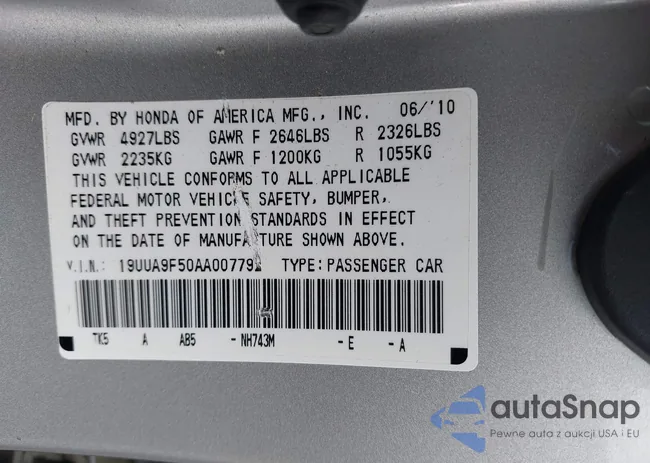 MFD. BY HONDA OF AMERICA MFG., INC. 06/'10
GVWR 4927LBS GAWR F 2646LBS R 2326LBS
GVWR 2235KG GAWR F 1200KG R 1055KG
THIS VEHICLE CONFORMS TO ALL APPLICABLE
FEDERAL MOTOR VEHICLE SAFETY, BUMPER,
AND THEFT PREVENTION STANDARDS IN EFFECT
ON THE DATE OF MANUFACTURE SHOWN ABOVE.
V.I.N.: TYPE: PASSENGER CAR
TK5 A AB5 - NH743M - E - A
autaSnap
Pewne auta z aukcji USA i EU